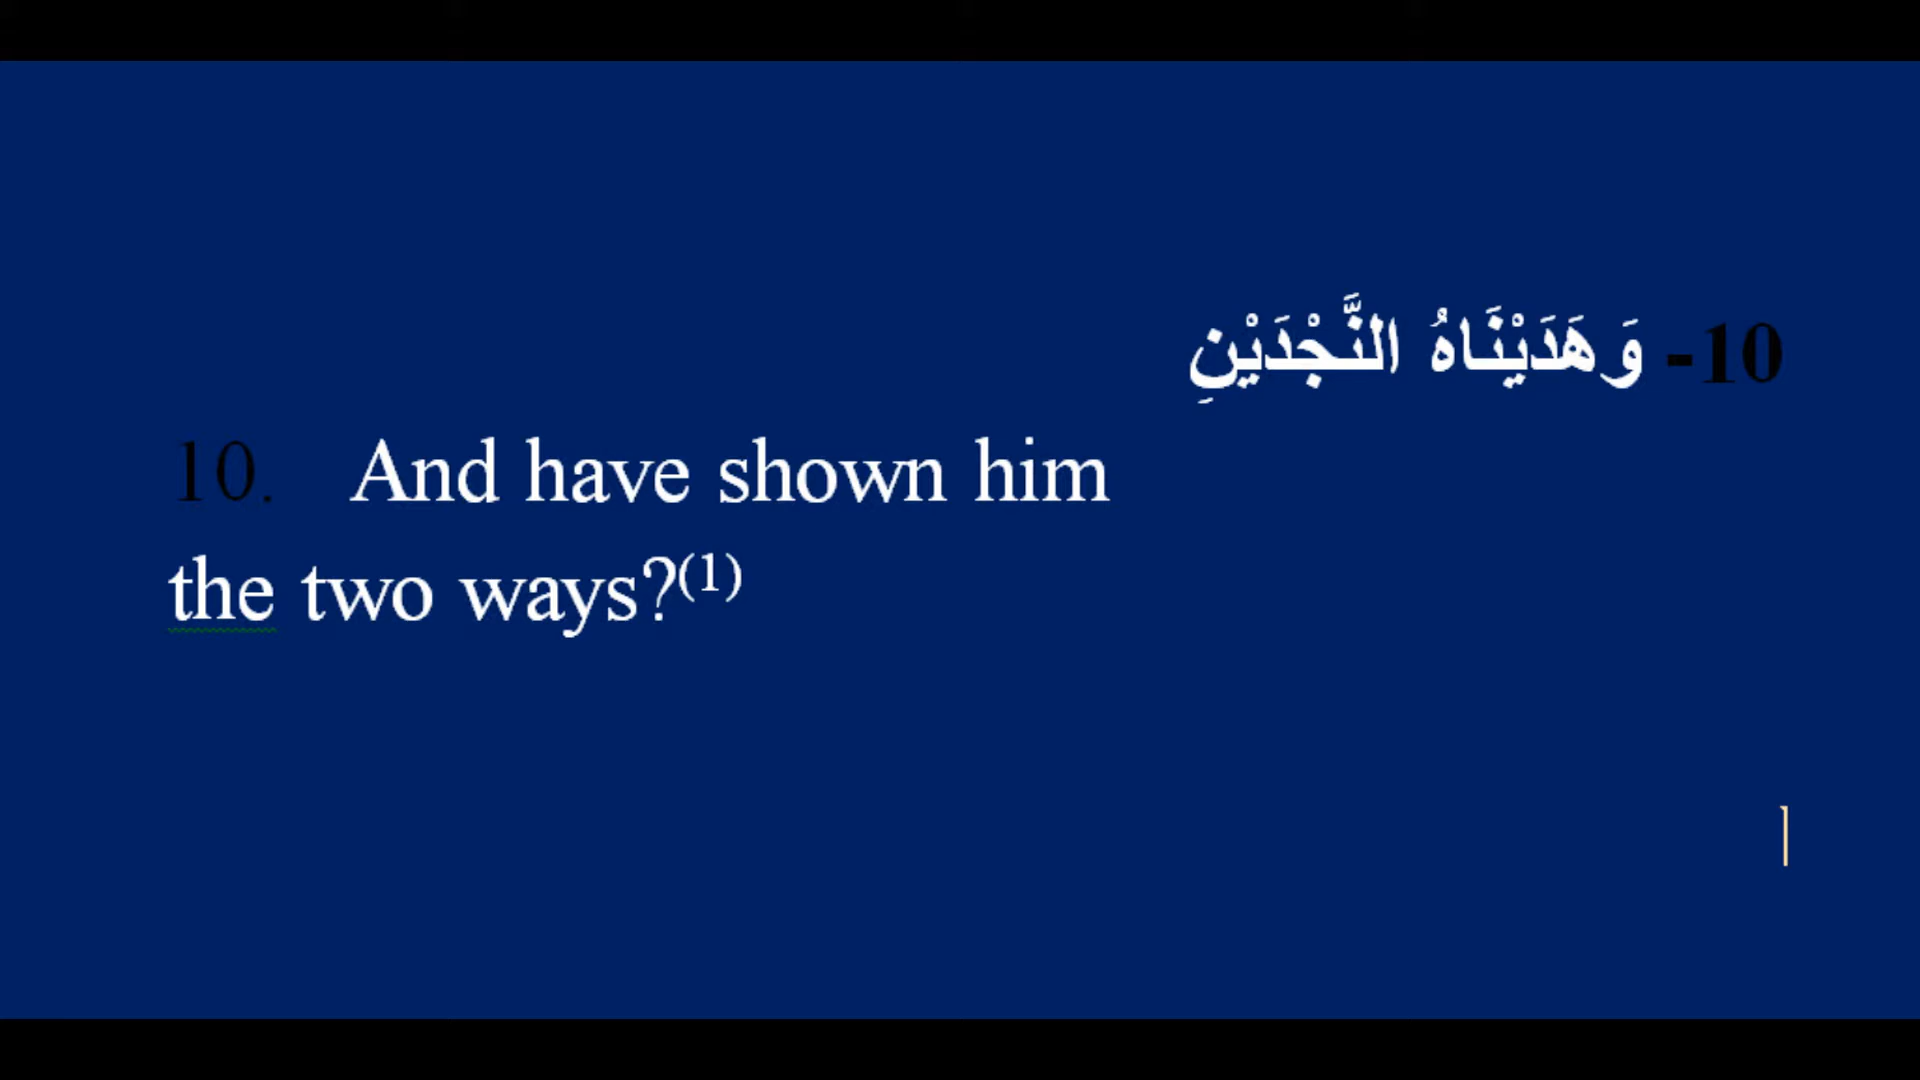 10- وَهَدَيْنَاهُ النَّجْدَيْنِ
10. And have shown him
the two ways?(1)